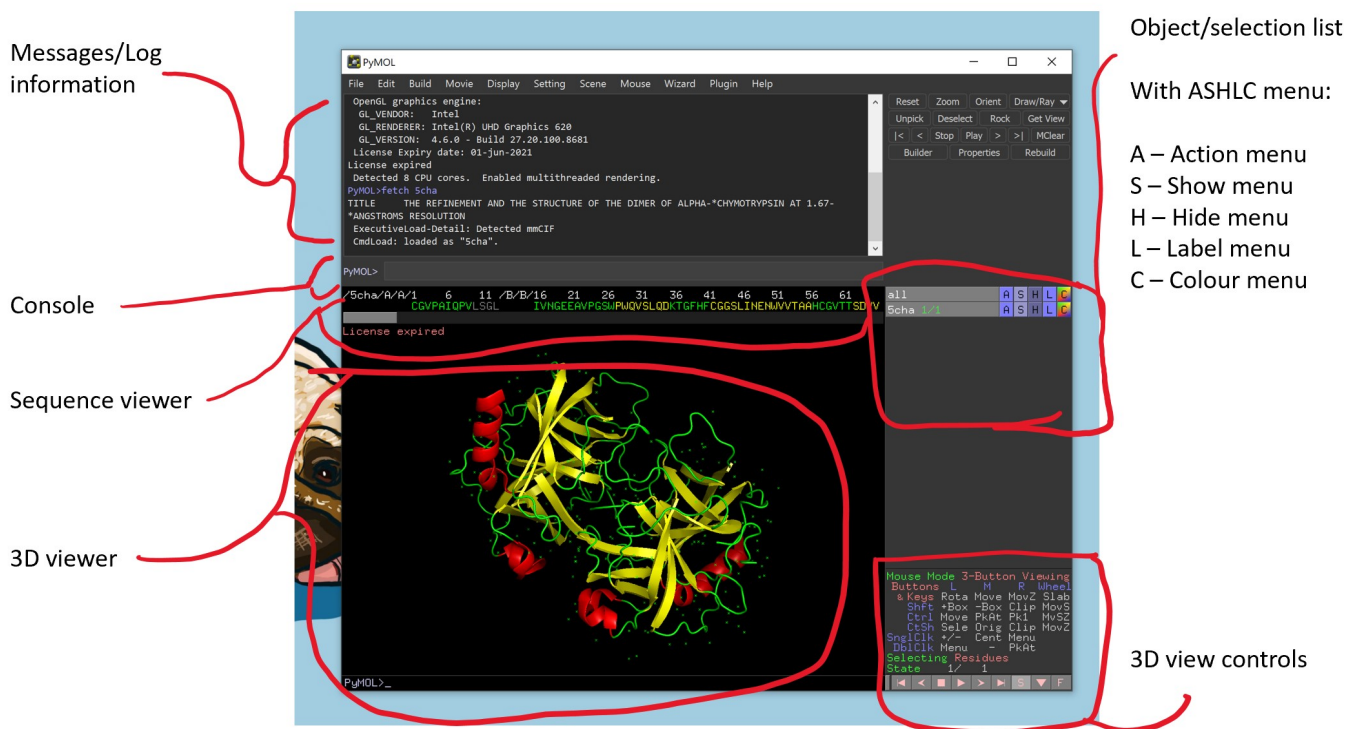 Messages/Log
information
Console
Sequence viewer
3D viewer
PyMOL
File Edit Build Movie Display Setting Scene Mouse Wizard Plugin Help
OpenGL graphics engine:
GL_VENDOR: Intel
GL_RENDERER: Intel(R) UHD Graphics 620
GL_VERSION: 4.6.0 - Build 27.20.100.8681
License Expiry date: 01-jun-2021
License expired
Detected 8 CPU cores. Enabled multithreaded rendering.
PyMOL>fetch 5cha
TITLE THE REFINEMENT AND THE STRUCTURE OF THE DIMER OF ALPHA-*CHYMOTRYPSIN AT 1.67-
*ANGSTROMS RESOLUTION
ExecutiveLoad-Detail: Detected mmCIF
CmdLoad: loaded as "5cha".
PyMOL>
/5cha/A/A/1 6 11 /B/B/16 21 26 31 36 41 46 51 56 61
CGVPAIQPVLSGL IVNGEEAVPGSWPWQVSLQDKTGFHFCGGSLINENWVVTAAHCGVTTSD V
License expired
PyMOL>_
Reset Zoom Orient Draw/Ray
Unpick Deselect Rock Get View
|< < Stop Play > >| MClear
Builder Properties Rebuild
all A S H L C
5cha 1/1 A S H L C
Mouse Mode 3-Button Viewing
Buttons L M R Wheel
& Keys Rota Move MovZ Slab
Shft +Box -Box Clip MovS
Ctrl Move PkAt Pk1 MvSZ
CtSh Sele Orig Clip MovZ
SnglClk +/- Cent Menu
DblClk Menu - PkAt
Selecting Residues
State 1/ 1
S F
Object/selection list
With ASHLC menu:
A – Action menu
S – Show menu
H – Hide menu
L – Label menu
C – Colour menu
3D view controls